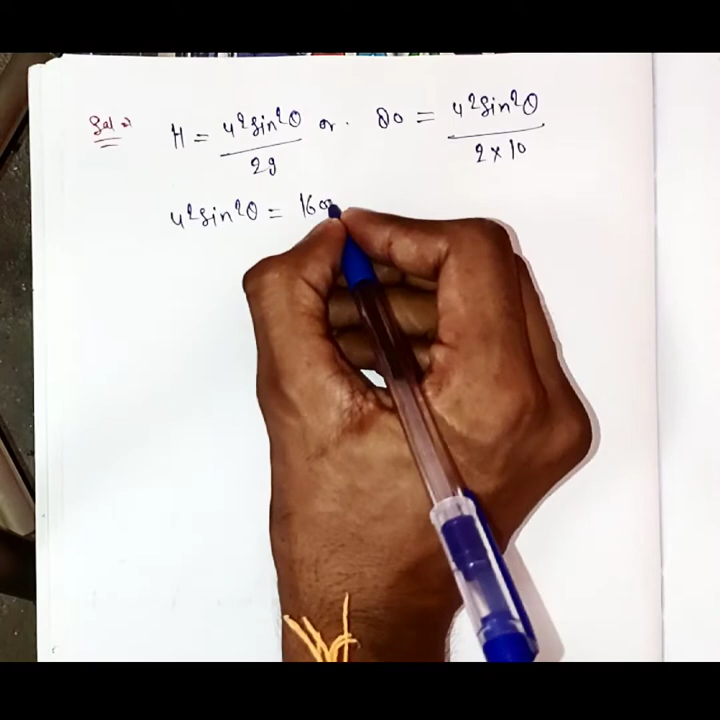 Sol⇒ H = u²sin²θ/2g or. 80 = u²sin²θ/2×10
u²sin²θ = 1600